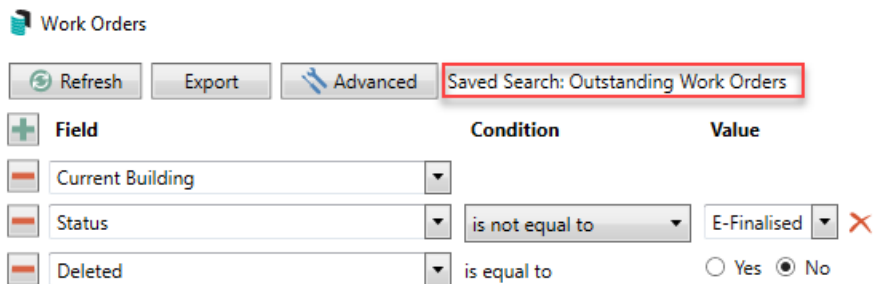 Work Orders
Refresh Export Advanced Saved Search: Outstanding Work Orders
Field Condition Value
Current Building
Status is not equal to E-Finalised
Deleted is equal to Yes No